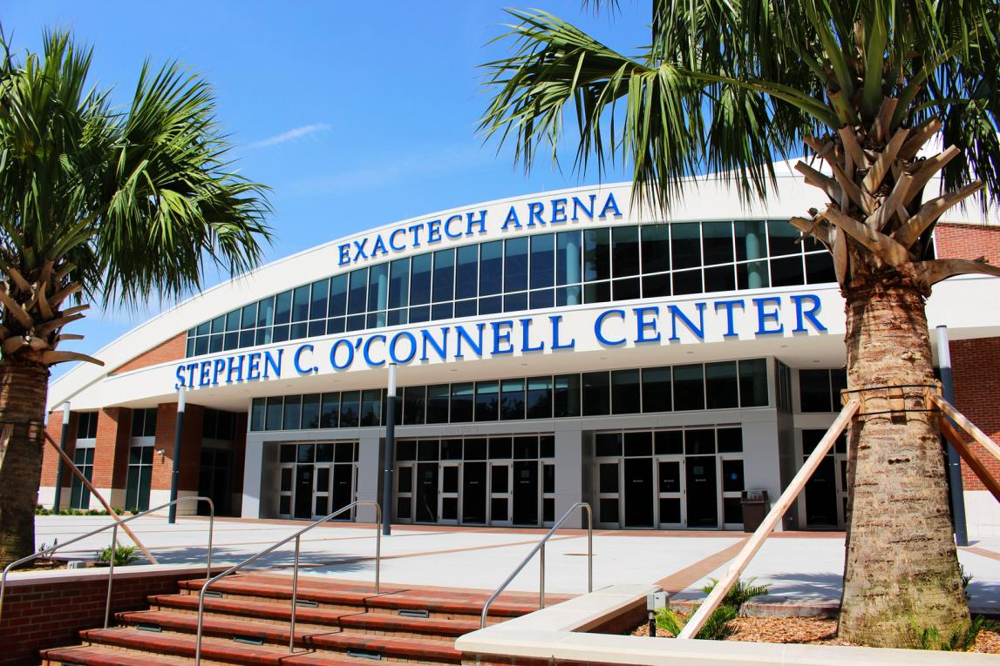 EXACTECH ARENA
STEPHEN C. O'CONNELL CENTER